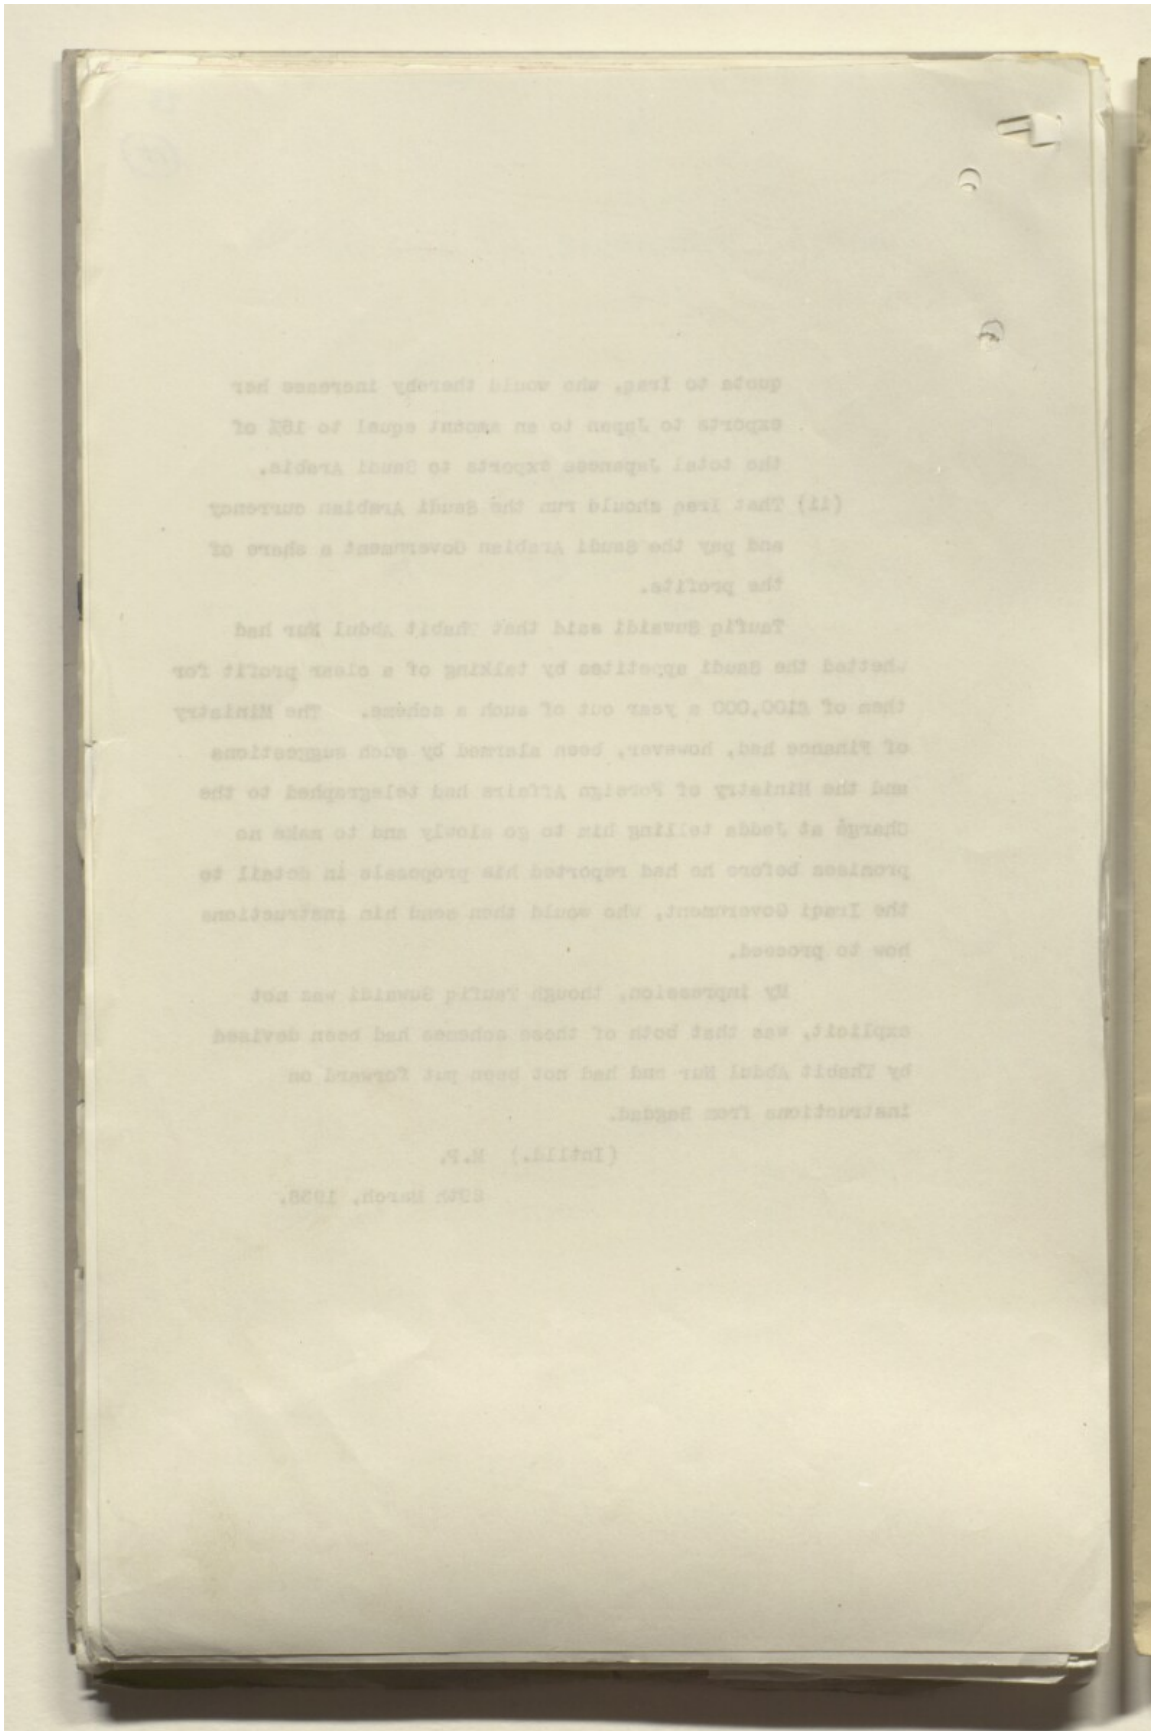 quota to Iraq, who would thereby increase her
exports to Japan to an amount equal to 18% of
the total Japanese exports to Saudi Arabia.
(ii) That Iraq should run the Saudi Arabian currency
and pay the Saudi Arabian Government a share of
the profits.
Taufiq Suwaidi said that Thabit Abdul Nur had
whetted the Saudi appetites by talking of a clear profit for
them of £100,000 a year out of such a scheme. The Ministry
of Finance had, however, been alarmed by such suggestions
and the Ministry of Foreign Affairs had telegraphed to the
Chargé at Jedda telling him to go slowly and to make no
promises before he had reported his proposals in detail to
the Iraqi Government, who would then send him instructions
how to proceed.
My impression, though Taufiq Suwaidi was not
explicit, was that both of these schemes had been devised
by Thabit Abdul Nur and had not been put forward on
instructions from Bagdad.
(Intlld.) M.P.
March, 1938.